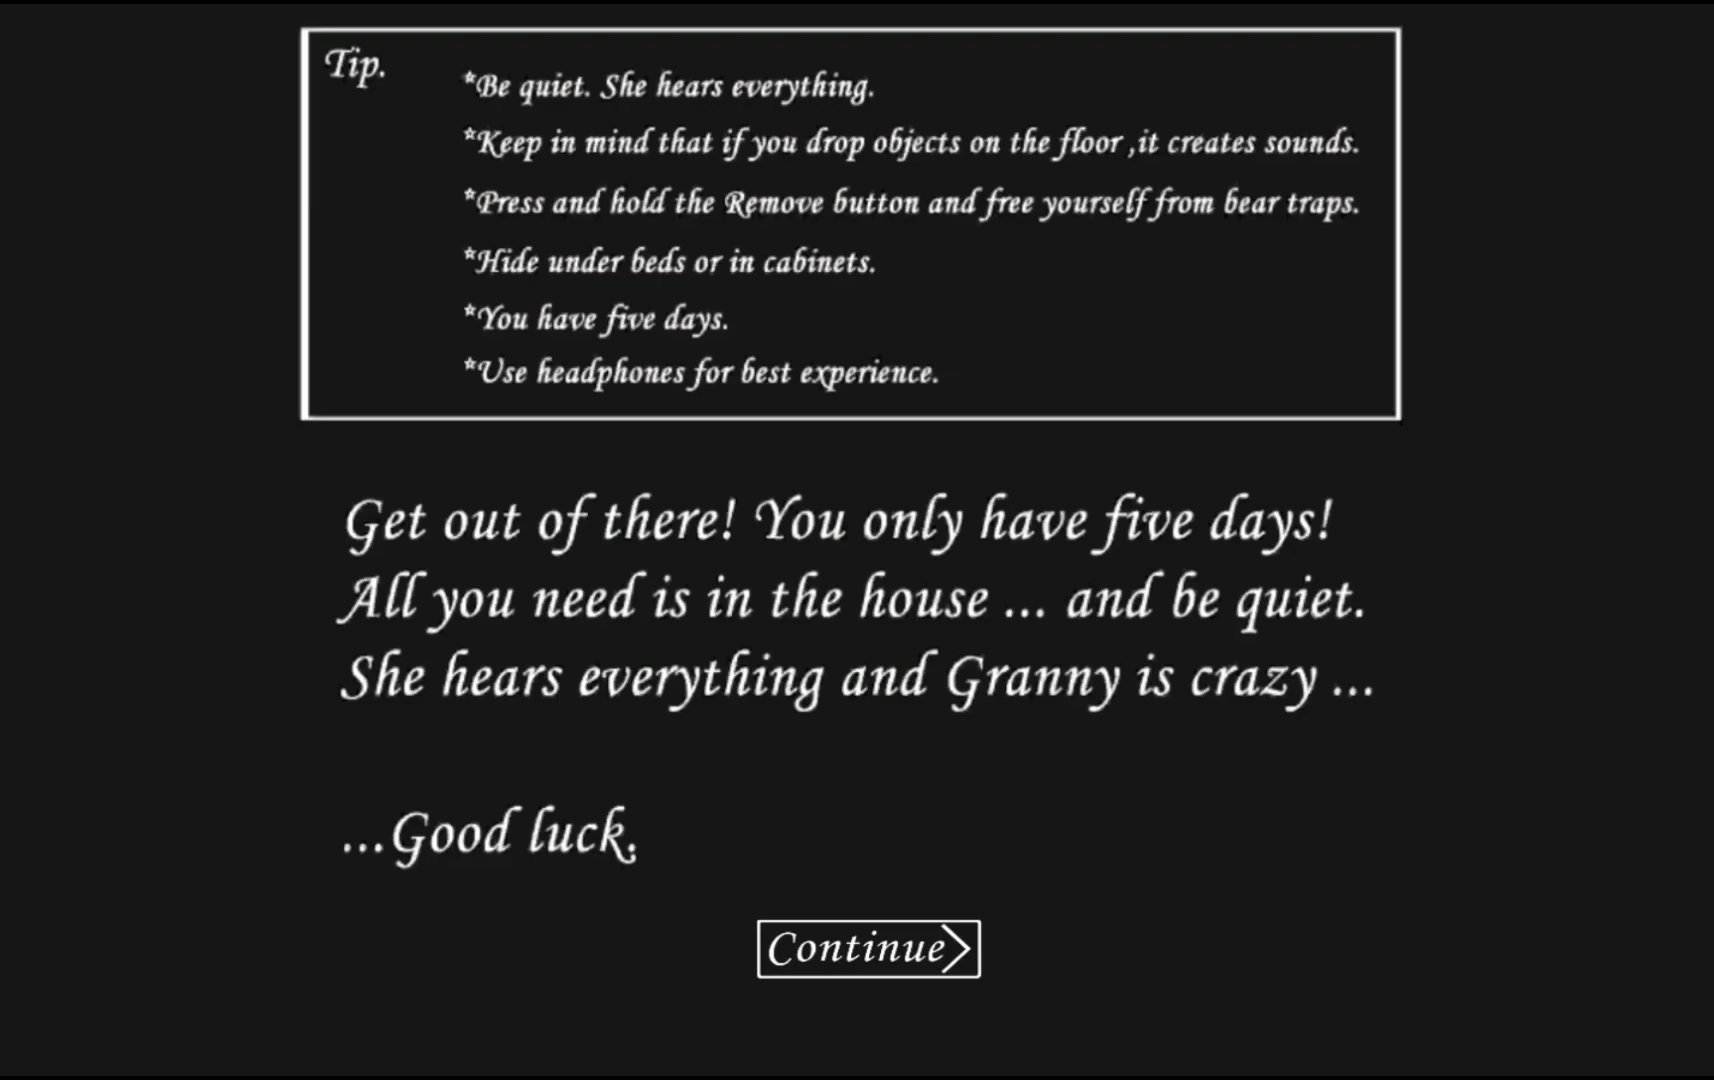 Tip.
*Be quiet. She hears everything.
*Keep in mind that if you drop objects on the floor ,it creates sounds.
*Press and hold the Remove button and free yourself from bear traps.
*Hide under beds or in cabinets.
*You have five days.
*Use headphones for best experience.
Get out of there! You only have five days!
All you need is in the house ... and be quiet.
She hears everything and Granny is crazy ...
...Good luck.
Continue>